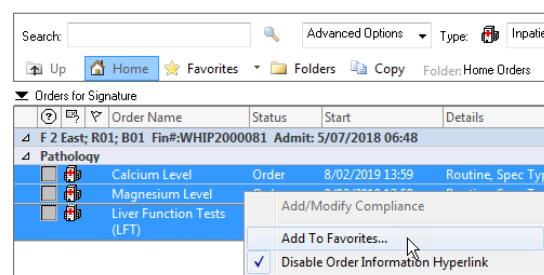 Search: Advanced Options Type: Inpatie
Up Home Favorites Folders Copy Folder: Home Orders
Orders for Signature
Order Name Status Start Details
F 2 East; R01; B01 Fin#:WHIP2000081 Admit: 5/07/2018 06:48
Pathology
Calcium Level Order 8/02/2019 13:59 Routine, Spec Typ
Magnesium Level
Liver Function Tests
(LFT)
Add/Modify Compliance
Add To Favorites...
Disable Order Information Hyperlink